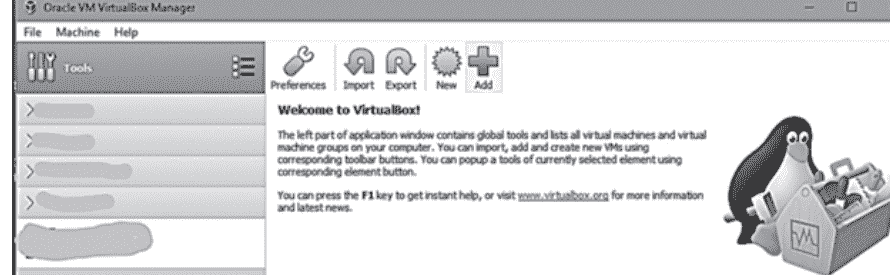 Oracle VM VirtualBox Manager
File Machine Help
Tools
Preferences Import Export New Add
Welcome to VirtualBox!
The left part of application window contains global tools and lists all virtual machines and virtual
machine groups on your computer. You can import, add and create new VMs using
corresponding toolbar buttons. You can popup a tools of currently selected element using
corresponding element button.
You can press the F1 key to get instant help, or visit www.virtualbox.org for more information
and latest news.